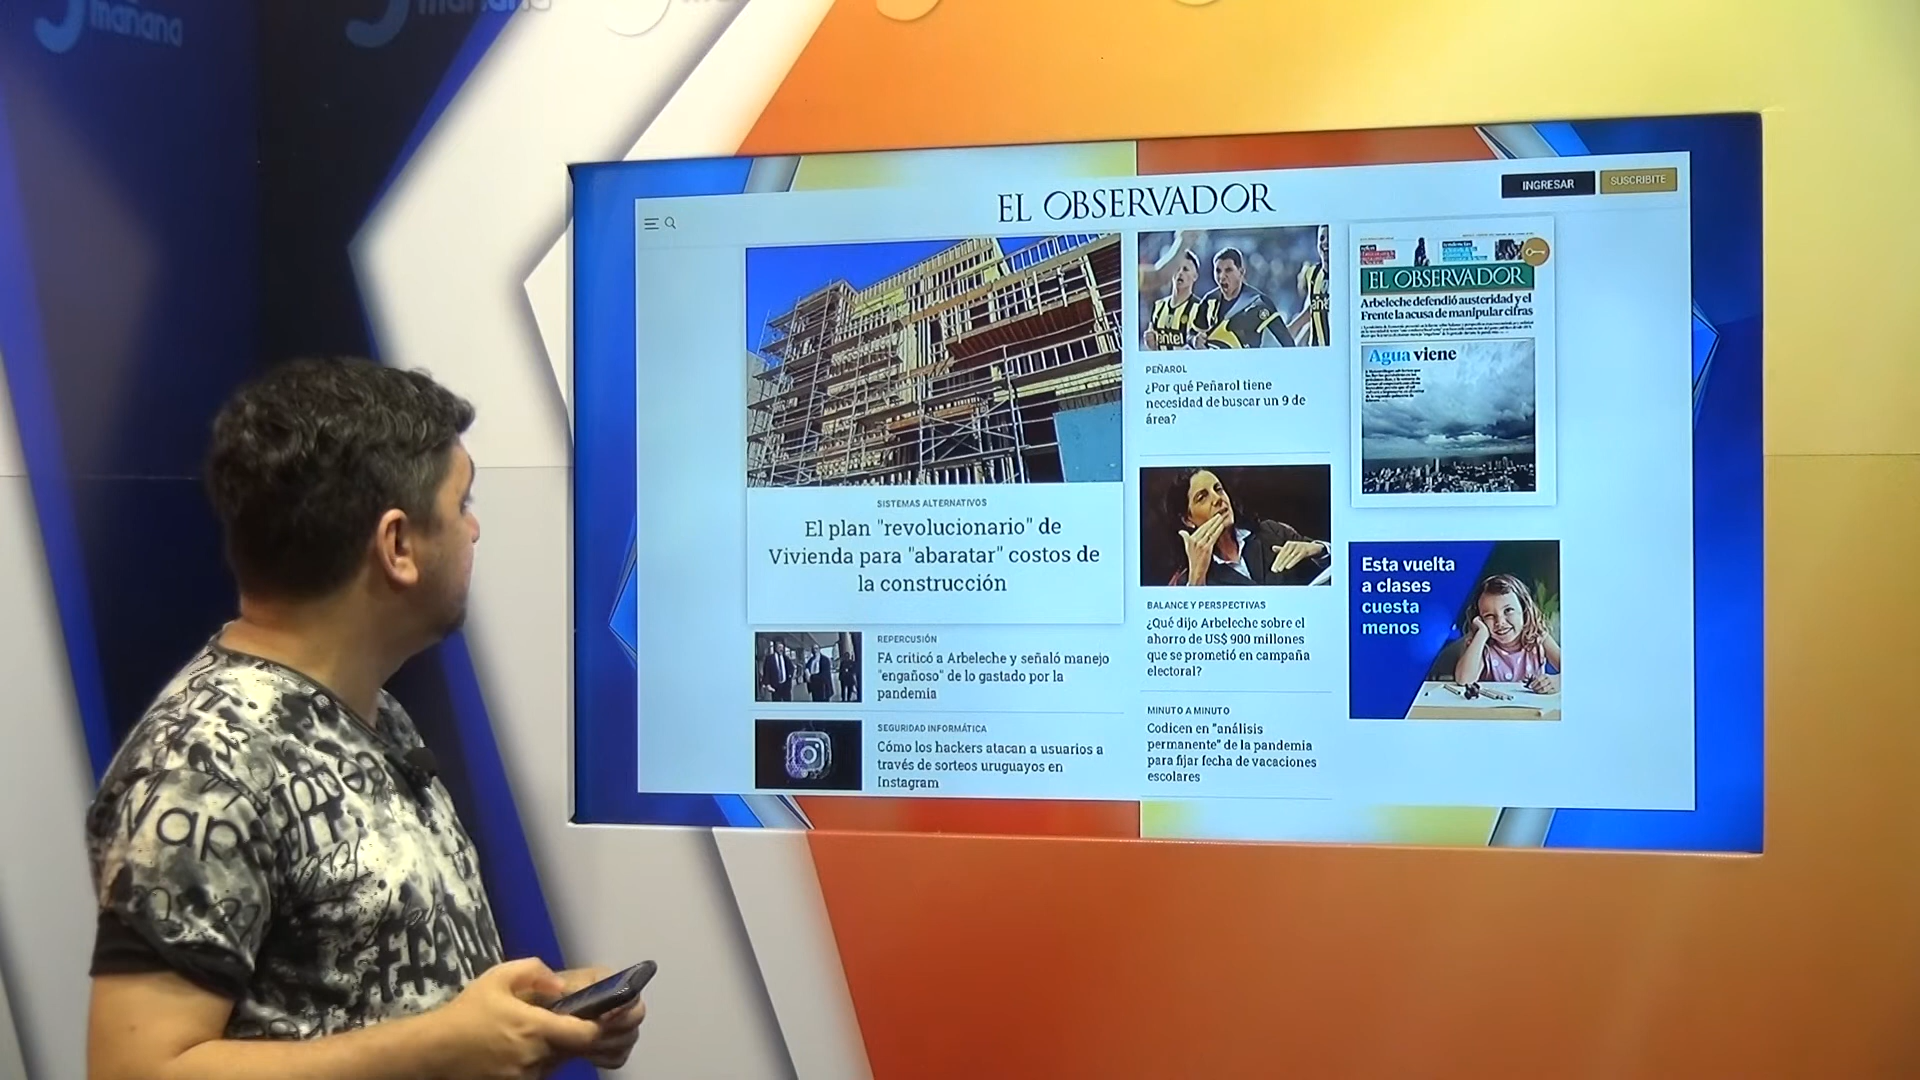 mañana
mañana
EL OBSERVADOR
INGRESAR
SUSCRIBITE
SISTEMAS ALTERNATIVOS
El plan "revolucionario" de
Vivienda para "abaratar" costos de
la construcción
REPERCUSIÓN
FA criticó a Arbeleche y señaló manejo
"engañoso" de lo gastado por la
pandemia
SEGURIDAD INFORMÁTICA
Cómo los hackers atacan a usuarios a
través de sorteos uruguayos en
Instagram
antel
PEÑAROL
¿Por qué Peñarol tiene
necesidad de buscar un 9 de
área?
BALANCE Y PERSPECTIVAS
¿Qué dijo Arbeleche sobre el
ahorro de US$ 900 millones
que se prometió en campaña
electoral?
MINUTO A MINUTO
Codicen en "análisis
permanente" de la pandemia
para fijar fecha de vacaciones
escolares
EL OBSERVADOR
Arbeleche defendió austeridad y el
Frente la acusa de manipular cifras
Agua viene
Esta vuelta
a clases
cuesta
menos